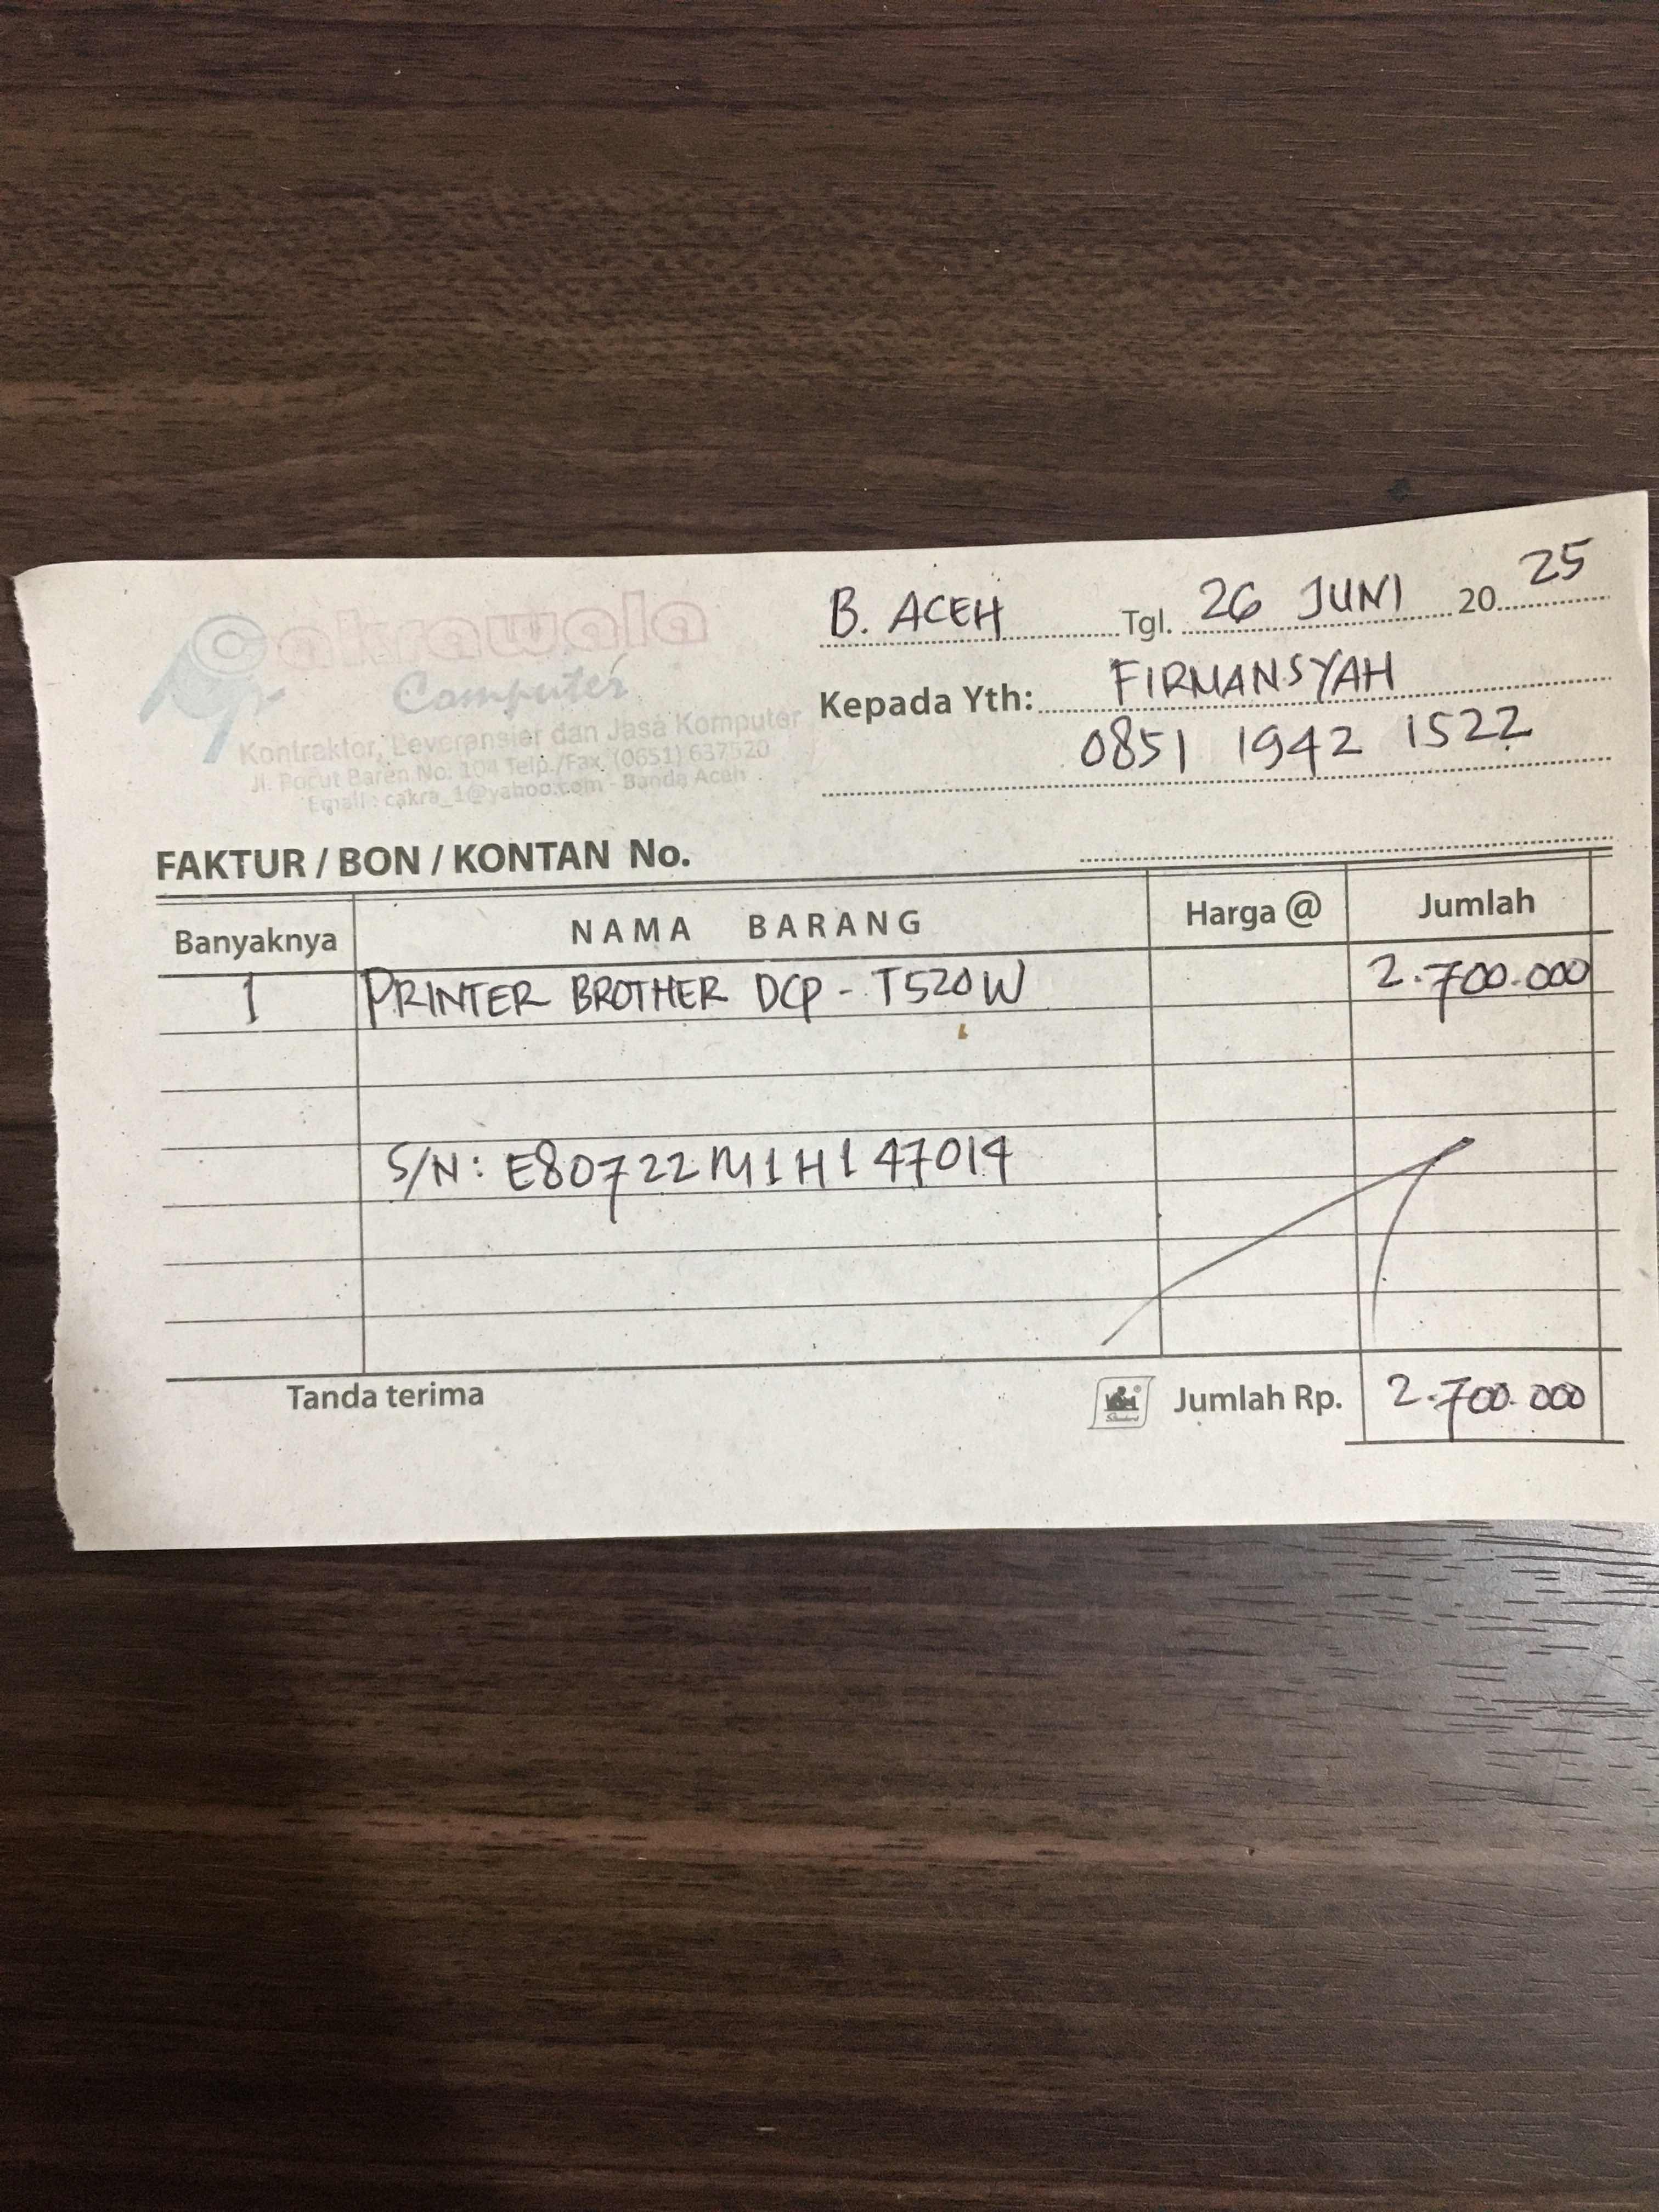 Cakrawala
Computer
Kontraktor, Leveransier dan Jasa Komputer
Jl. Pocut Baren No. 104 Telp./Fax. (0651) 637520
Email : cakra_1@yahoo.com - Banda Aceh
B. ACEH Tgl. 26 JUNI 2025
Kepada Yth: FIRMANSYAH
0851 1942 1522
FAKTUR / BON / KONTAN No.
Banyaknya NAMA BARANG Harga @ Jumlah
1 PRINTER BROTHER DCP - T520W 2.700.000
S/N: E80722M1H147014
Tanda terima Jumlah Rp. 2.700.000